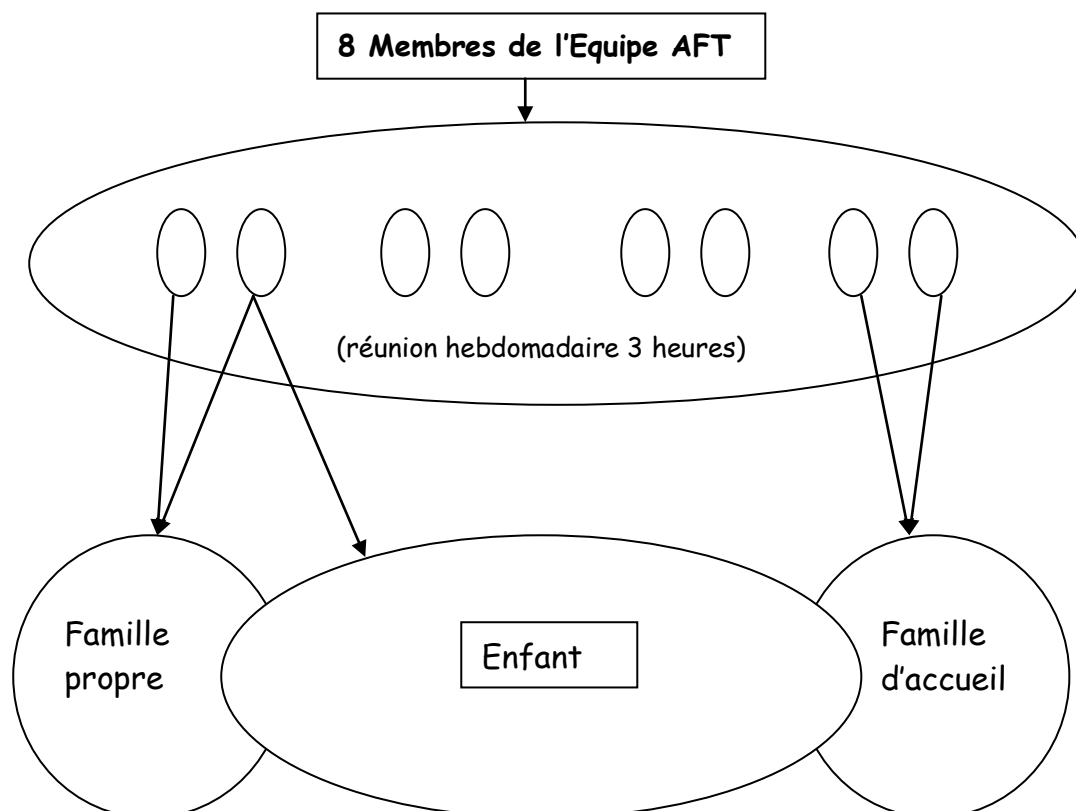 8 Membres de l'Equipe AFT
(réunion hebdomadaire 3 heures)
Famille
propre
Enfant
Famille
d'accueil